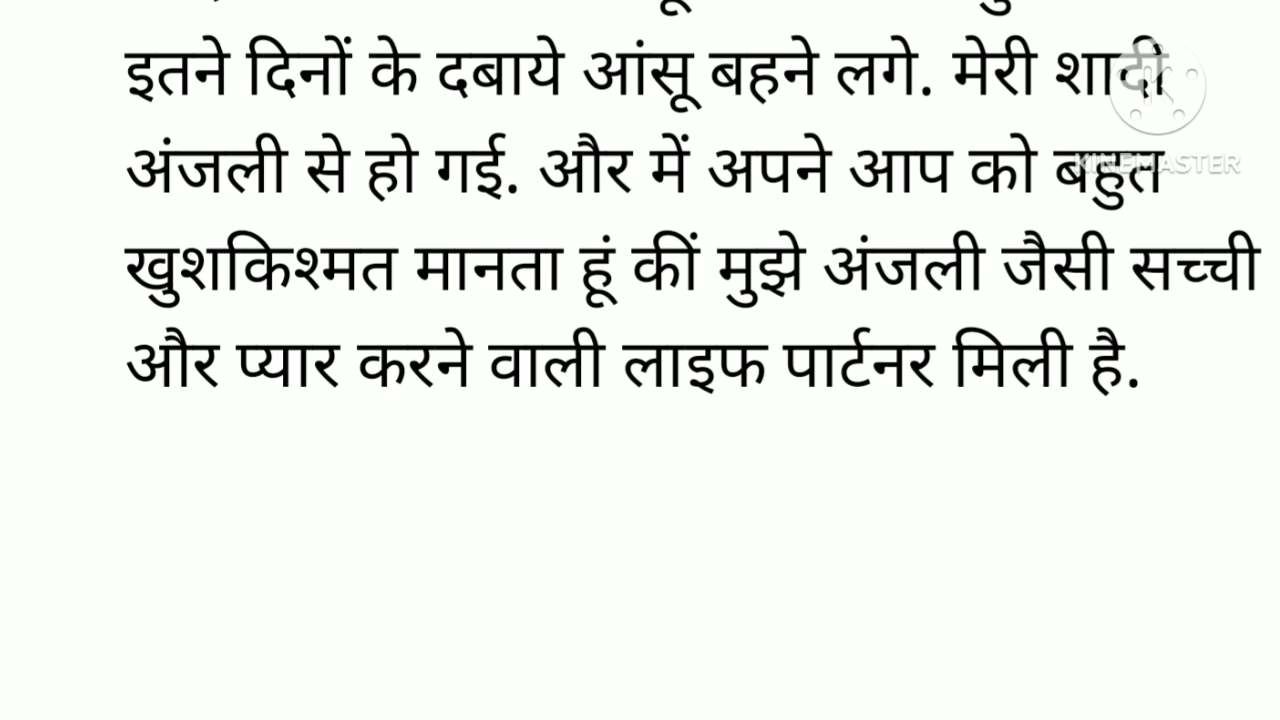 इतने दिनों के दबाये आंसू बहने लगे. मेरी शादी
अंजली से हो गई. और में अपने आप को बहुत
KINEMASTER
खुशकिश्मत मानता हूं कीं मुझे अंजली जैसी सच्ची
और प्यार करने वाली लाइफ पार्टनर मिली है.